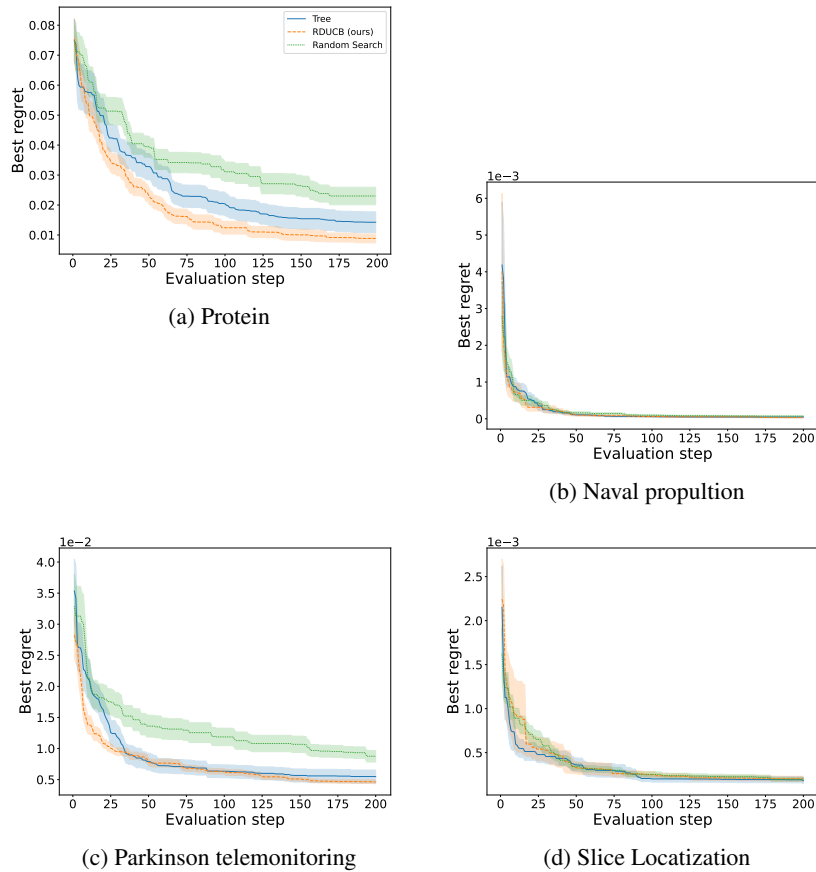 0.08
0.07
0.06
0.05
0.04
0.03
0.02
0.01
Best regret
Tree
RDUCB (ours)
Random Search
0 25 50 75 100 125 150 175 200
Evaluation step
(a) Protein
1e−3
6
5
4
3
2
1
0
Best regret
0 25 50 75 100 125 150 175 200
Evaluation step
(b) Naval propultion
1e−2
4.0
3.5
3.0
2.5
2.0
1.5
1.0
0.5
Best regret
0 25 50 75 100 125 150 175 200
Evaluation step
(c) Parkinson telemonitoring
1e−3
2.5
2.0
1.5
1.0
0.5
Best regret
0 25 50 75 100 125 150 175 200
Evaluation step
(d) Slice Locatization